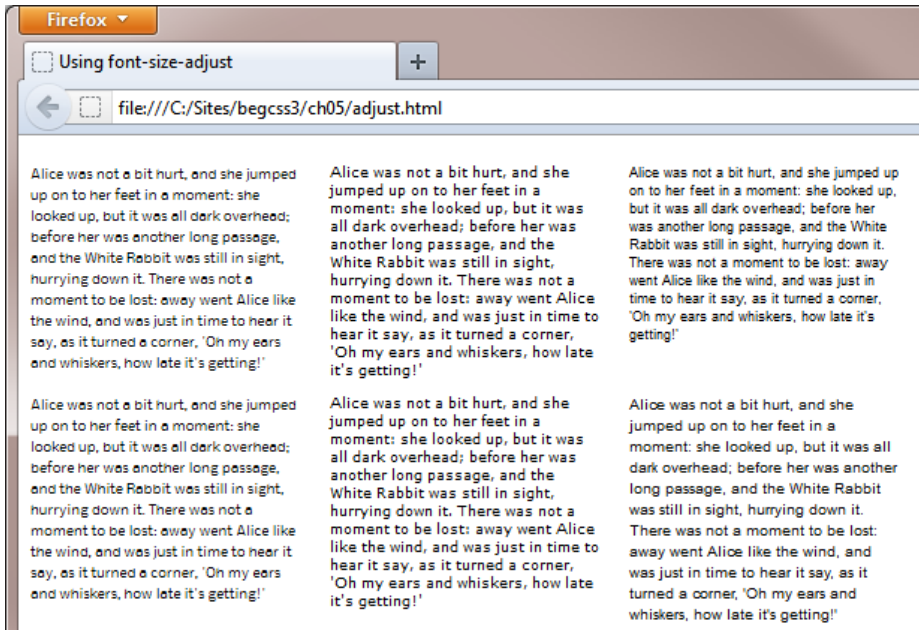 Firefox
Using font-size-adjust
+
file:///C:/Sites/begcss3/ch05/adjust.html
Alice was not a bit hurt, and she jumped
up on to her feet in a moment: she
looked up, but it was all dark overhead;
before her was another long passage,
and the White Rabbit was still in sight,
hurrying down it. There was not a
moment to be lost: away went Alice like
the wind, and was just in time to hear it
say, as it turned a corner, 'Oh my ears
and whiskers, how late it's getting!'
Alice was not a bit hurt, and she
jumped up on to her feet in a
moment: she looked up, but it was
all dark overhead; before her was
another long passage, and the
White Rabbit was still in sight,
hurrying down it. There was not a
moment to be lost: away went Alice
like the wind, and was just in time to
hear it say, as it turned a corner,
'Oh my ears and whiskers, how late
it's getting!'
Alice was not a bit hurt, and she jumped up
on to her feet in a moment: she looked up,
but it was all dark overhead; before her
was another long passage, and the White
Rabbit was still in sight, hurrying down it.
There was not a moment to be lost: away
went Alice like the wind, and was just in
time to hear it say, as it turned a corner,
'Oh my ears and whiskers, how late it's
getting!'
Alice was not a bit hurt, and she jumped
up on to her feet in a moment: she
looked up, but it was all dark overhead;
before her was another long passage,
and the White Rabbit was still in sight,
hurrying down it. There was not a
moment to be lost: away went Alice like
the wind, and was just in time to hear it
say, as it turned a corner, 'Oh my ears
and whiskers, how late it's getting!'
Alice was not a bit hurt, and she
jumped up on to her feet in a
moment: she looked up, but it was
all dark overhead; before her was
another long passage, and the
White Rabbit was still in sight,
hurrying down it. There was not a
moment to be lost: away went Alice
like the wind, and was just in time to
hear it say, as it turned a corner,
'Oh my ears and whiskers, how late
it's getting!'
Alice was not a bit hurt, and she
jumped up on to her feet in a
moment: she looked up, but it was all
dark overhead; before her was another
long passage, and the White Rabbit
was still in sight, hurrying down it.
There was not a moment to be lost:
away went Alice like the wind, and
was just in time to hear it say, as it
turned a corner, 'Oh my ears and
whiskers, how late it's getting!'